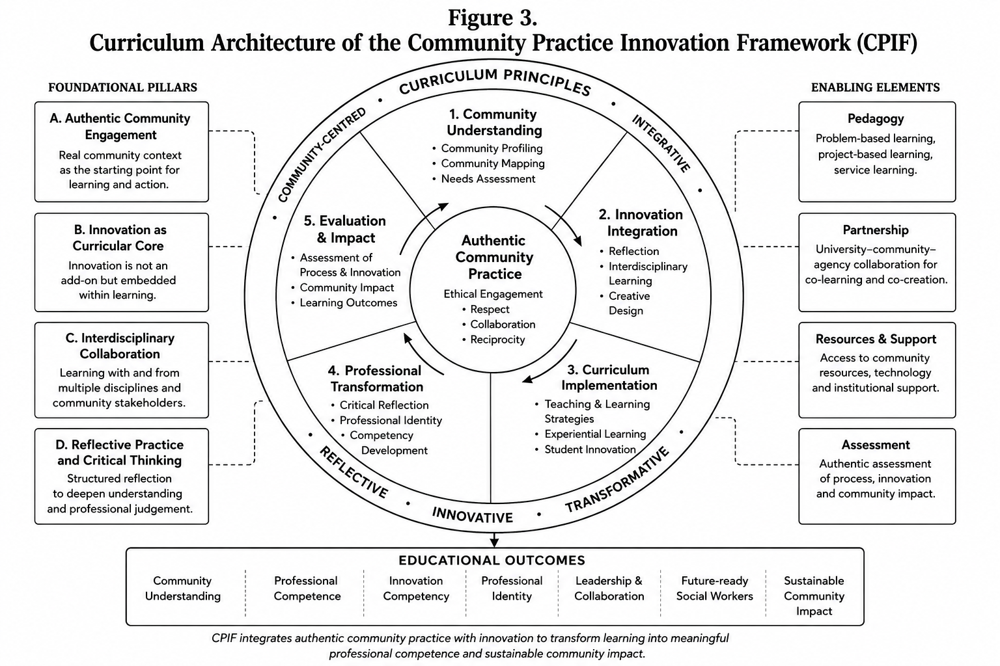 Figure 3.
Curriculum Architecture of the Community Practice Innovation Framework (CPIF)
FOUNDATIONAL PILLARS
A. Authentic Community
Engagement
Real community context
as the starting point for
learning and action.
B. Innovation as
Curricular Core
Innovation is not an
add-on but embedded
within learning.
C. Interdisciplinary
Collaboration
Learning with and from
multiple disciplines and
community stakeholders.
D. Reflective Practice
and Critical Thinking
Structured reflection
to deepen understanding
and professional judgement.
CURRICULUM PRINCIPLES
•
INTEGRATIVE
•
•
TRANSFORMATIVE
•
INNOVATIVE
•
REFLECTIVE
•
•
COMMUNITY-CENTRED
•
1. Community
Understanding
• Community Profiling
• Community Mapping
• Needs Assessment
2. Innovation
Integration
• Reflection
• Interdisciplinary
Learning
• Creative
Design
3. Curriculum
Implementation
• Teaching & Learning
Strategies
• Experiential Learning
• Student Innovation
4. Professional
Transformation
• Critical Reflection
• Professional Identity
• Competency
Development
5. Evaluation
& Impact
• Assessment of
Process & Innovation
• Community Impact
• Learning Outcomes
Authentic
Community
Practice
Ethical Engagement
• Respect
• Collaboration
• Reciprocity
ENABLING ELEMENTS
Pedagogy
Problem-based learning,
project-based learning,
service learning.
Partnership
University–community–
agency collaboration for
co-learning and co-creation.
Resources & Support
Access to community
resources, technology
and institutional support.
Assessment
Authentic assessment
of process, innovation
and community impact.
EDUCATIONAL OUTCOMES
Community
Understanding
Professional
Competence
Innovation
Competency
Professional
Identity
Leadership &
Collaboration
Future-ready
Social Workers
Sustainable
Community
Impact
CPIF integrates authentic community practice with innovation to transform learning into meaningful
professional competence and sustainable community impact.